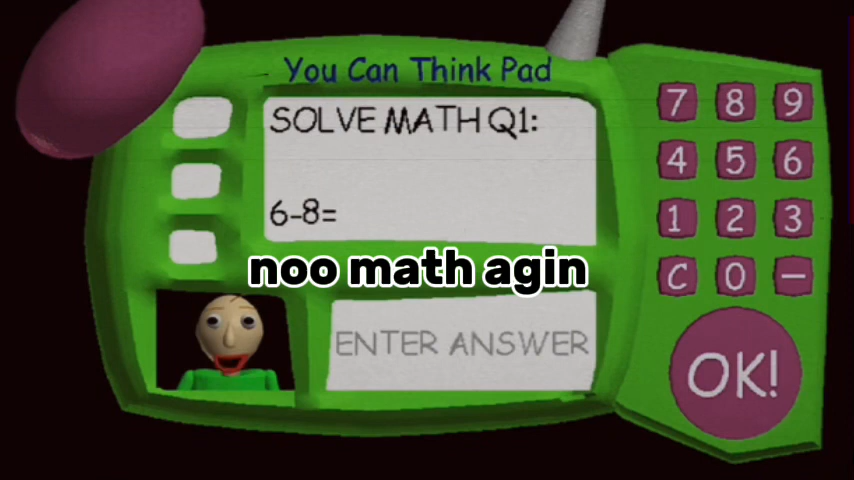 You Can Think Pad
SOLVE MATH Q1:
6-8=
noo math agin
ENTER ANSWER
7 8 9
4 5 6
1 2 3
C 0 -
OK!